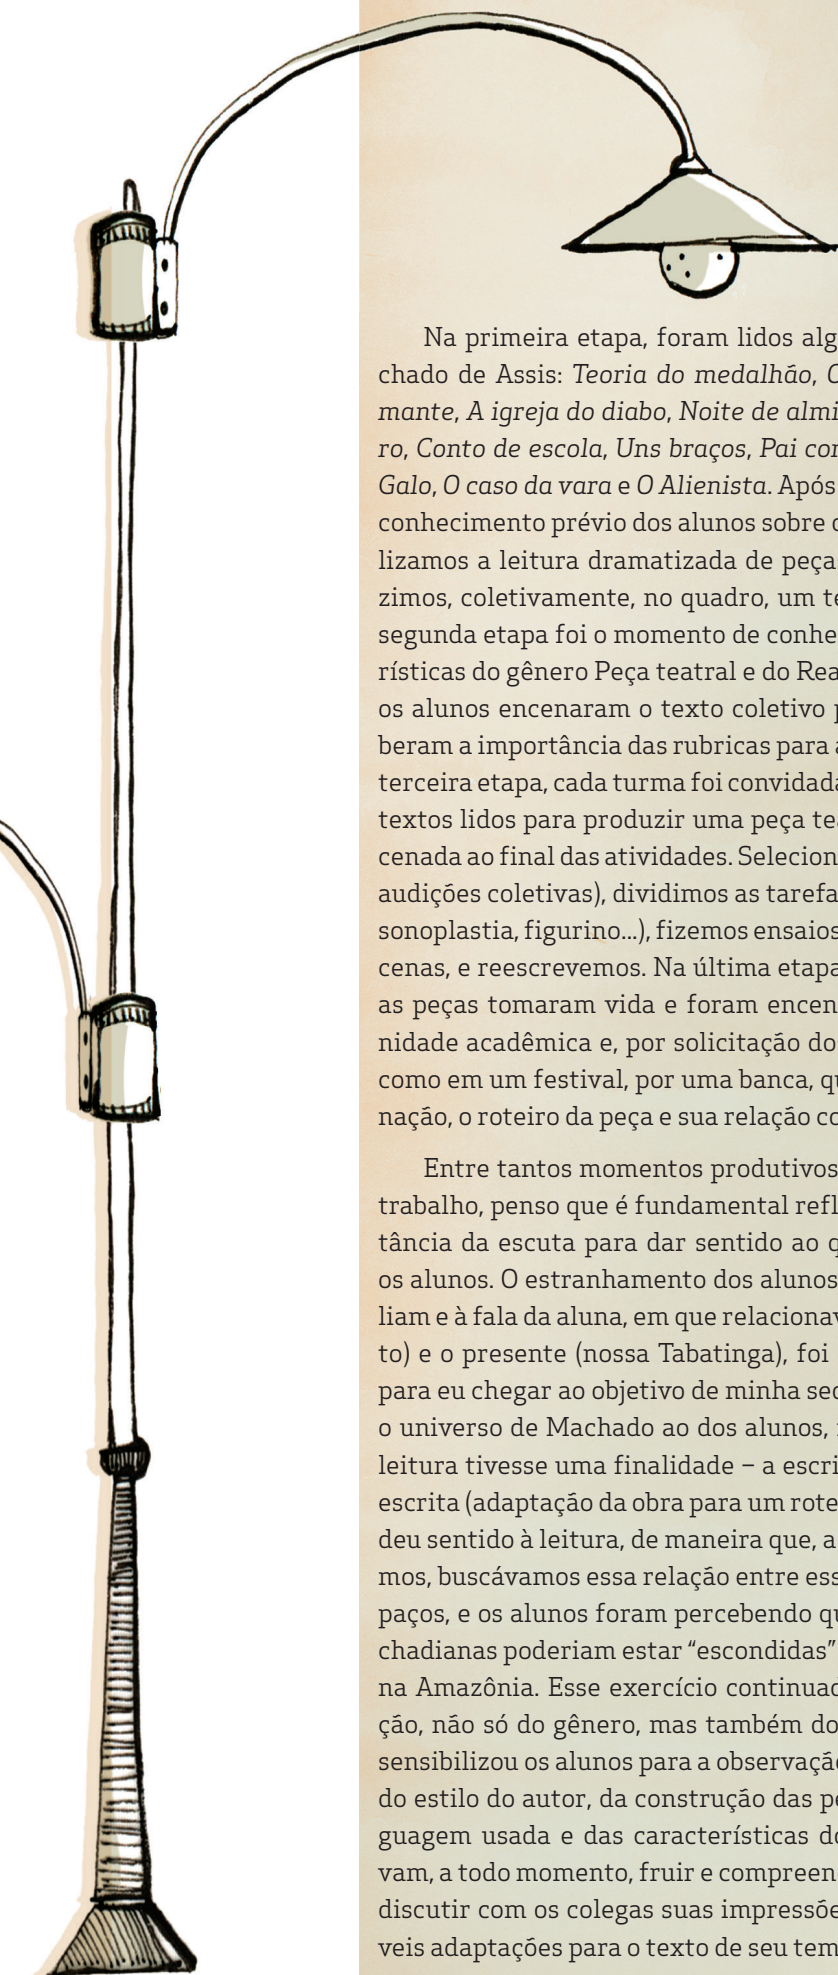 Na primeira etapa, foram lidos alg
chado de Assis: Teoria do medalhão, O
mante, A igreja do diabo, Noite de almi
ro, Conto de escola, Uns braços, Pai con
Galo, O caso da vara e O Alienista. Após
conhecimento prévio dos alunos sobre o
lizamos a leitura dramatizada de peça
zimos, coletivamente, no quadro, um te
segunda etapa foi o momento de conhe
rísticas do gênero Peça teatral e do Rea
os alunos encenaram o texto coletivo p
beram a importância das rubricas para a
terceira etapa, cada turma foi convidada
textos lidos para produzir uma peça tea
cenada ao final das atividades. Selecion
audições coletivas), dividimos as tarefa
sonoplastia, figurino...), fizemos ensaios
cenas, e reescrevemos. Na última etapa
as peças tomaram vida e foram encen
nidade acadêmica e, por solicitação do
como em um festival, por uma banca, qu
nação, o roteiro da peça e sua relação co
Entre tantos momentos produtivos
trabalho, penso que é fundamental refl
tância da escuta para dar sentido ao q
os alunos. O estranhamento dos alunos
liam e à fala da aluna, em que relacionav
to) e o presente (nossa Tabatinga), foi
para eu chegar ao objetivo de minha seq
o universo de Machado ao dos alunos, f
leitura tivesse uma finalidade – a escri
escrita (adaptação da obra para um rote
deu sentido à leitura, de maneira que, a
mos, buscávamos essa relação entre ess
paços, e os alunos foram percebendo qu
chadianas poderiam estar “escondidas”
na Amazônia. Esse exercício continuad
ção, não só do gênero, mas também do
sensibilizou os alunos para a observação
do estilo do autor, da construção das pe
guagem usada e das características do
vam, a todo momento, fruir e compreen
discutir com os colegas suas impressõe
veis adaptações para o texto de seu tem